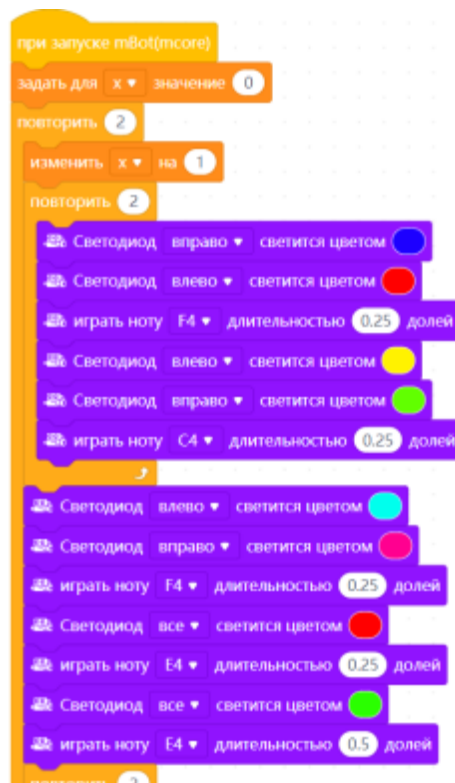 при запуске mBot(mcore)
задать для x значение 0
повторить 2
изменить x на 1
повторить 2
Светодиод вправо светится цветом
Светодиод влево светится цветом
играть ноту F4 длительностью 0.25 долей
Светодиод влево светится цветом
Светодиод вправо светится цветом
играть ноту C4 длительностью 0.25 долей
Светодиод влево светится цветом
Светодиод вправо светится цветом
играть ноту F4 длительностью 0.25 долей
Светодиод все светится цветом
играть ноту E4 длительностью 0.25 долей
Светодиод все светится цветом
играть ноту E4 длительностью 0.5 долей